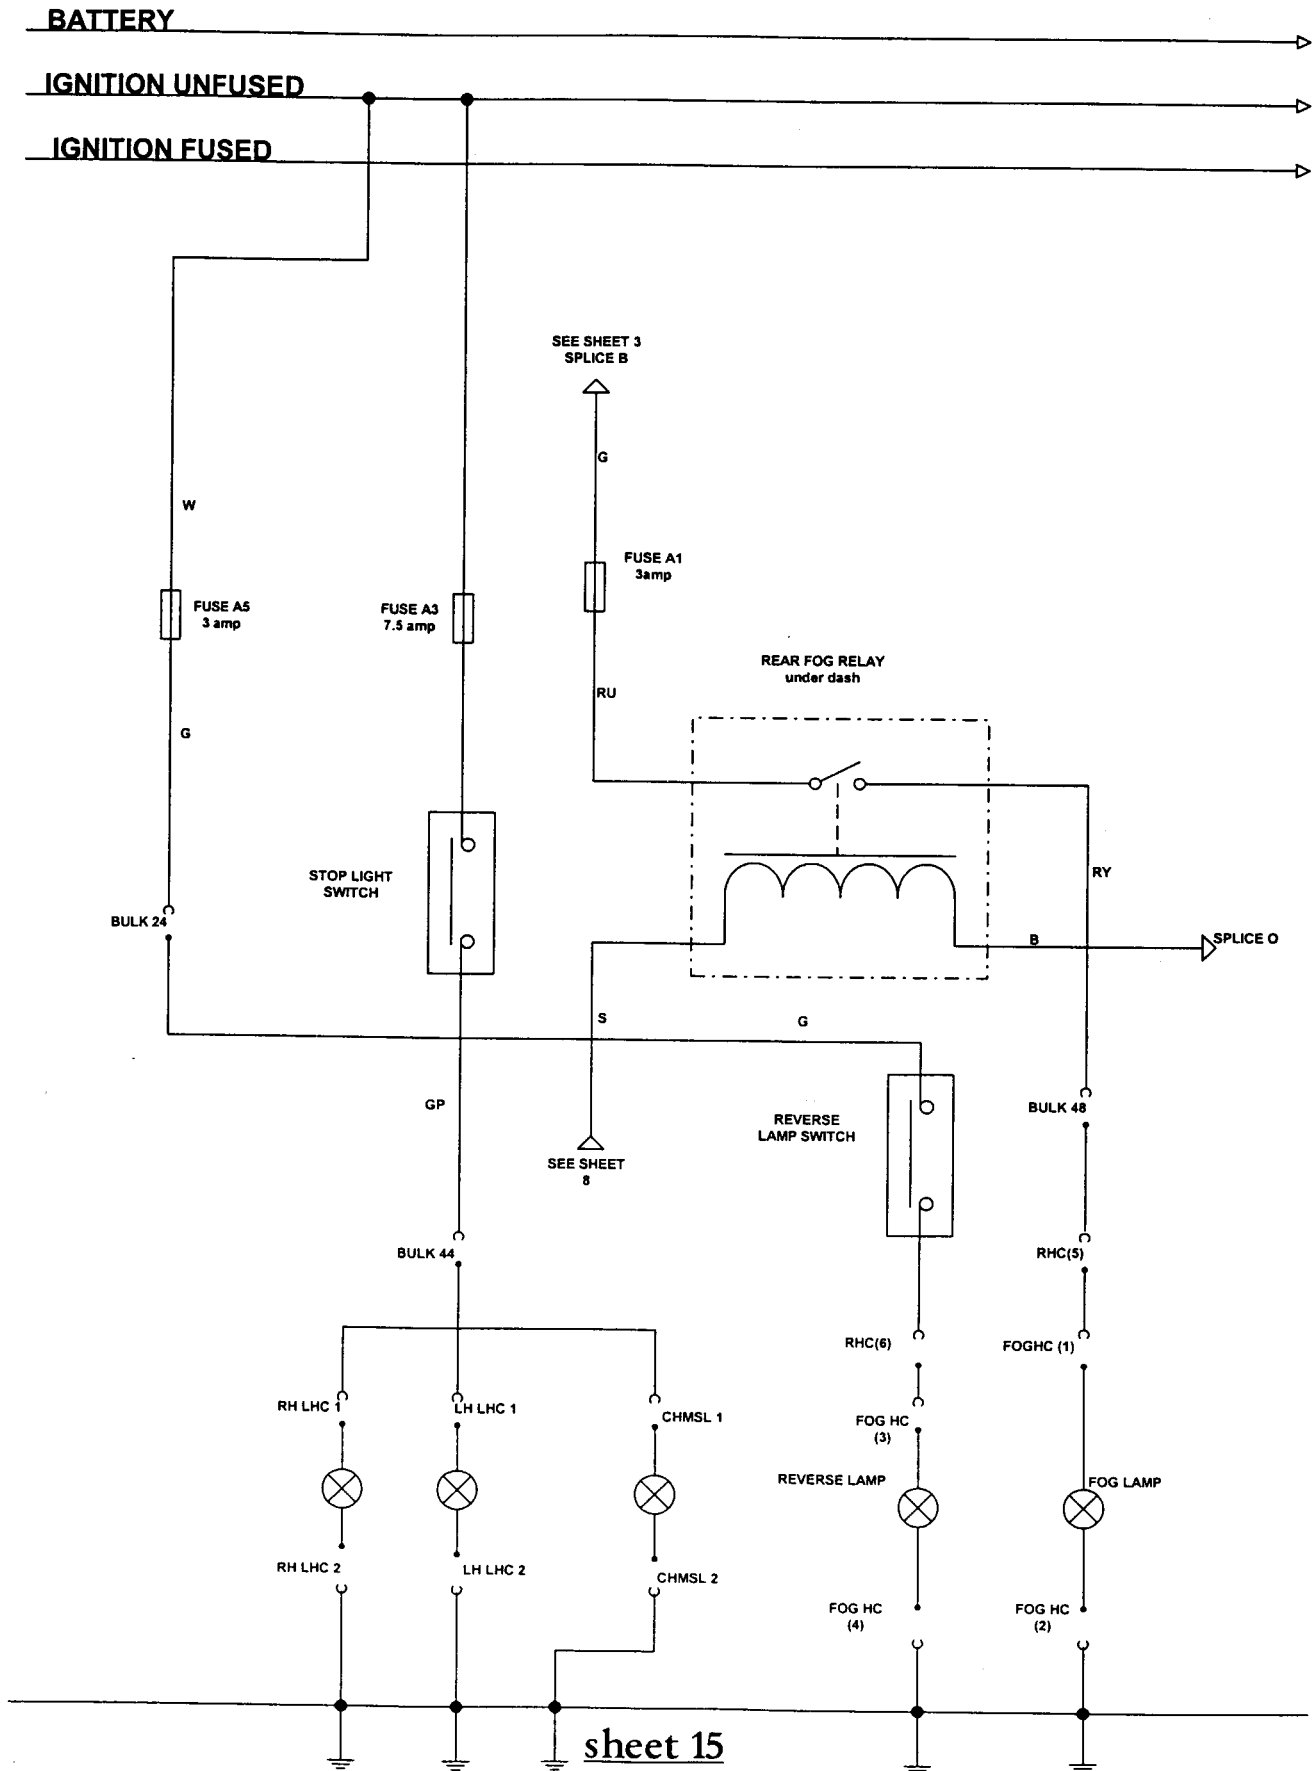 BATTERY
IGNITION UNFUSED
IGNITION FUSED
SEE SHEET 3
SPLICE B
G
W
FUSE A1
3amp
FUSE A5
3 amp
FUSE A3
7.5 amp
REAR FOG RELAY
under dash
RU
G
STOP LIGHT
SWITCH
RY
BULK 24
B
SPLICE O
S
G
GP
BULK 48
REVERSE
LAMP SWITCH
SEE SHEET
8
BULK 44
RHC(5)
RHC(6)
FOGHC (1)
RH LHC 1
LH LHC 1
CHMSL 1
FOG HC
(3)
REVERSE LAMP
FOG LAMP
RH LHC 2
LH LHC 2
CHMSL 2
FOG HC
(4)
FOG HC
(2)
sheet 15